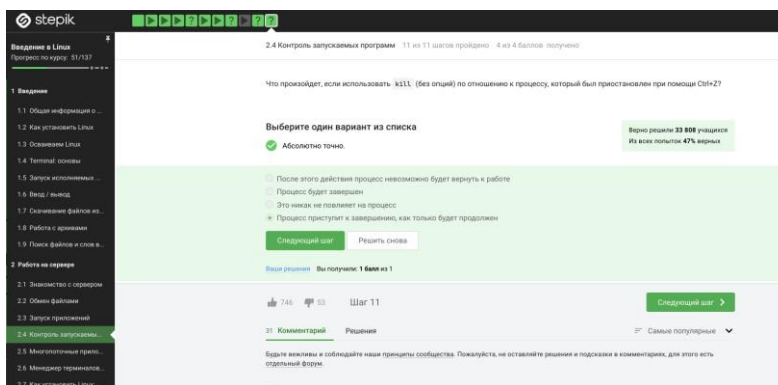 stepik
Введение в Linux
Прогресс по курсу: 51/137
1 Введение
1.1 Общая информация о ...
1.2 Как установить Linux
1.3 Осваиваем Linux
1.4 Terminal: основы
1.5 Запуск исполняемых ...
1.6 Ввод / вывод
1.7 Скачивание файлов из...
1.8 Работа с архивами
1.9 Поиск файлов и слов в...
2 Работа на сервере
2.1 Знакомство с сервером
2.2 Обмен файлами
2.3 Запуск приложений
2.4 Контроль запускаемы...
2.5 Многопоточные прило...
2.6 Менеджер терминалов...
2.7 Как установить Linux:
2.4 Контроль запускаемых программ 11 из 11 шагов пройдено 4 из 4 баллов получено
Что произойдет, если использовать kill (без опций) по отношению к процессу, который был приостановлен при помощи Ctrl+Z?
Выберите один вариант из списка
Абсолютно точно.
Верно решили 33 808 учащихся
Из всех попыток 47% верных
После этого действия процесс невозможно будет вернуть к работе
Процесс будет завершен
Это никак не повлияет на процесс
Процесс приступит к завершению, как только будет продолжен
Следующий шаг
Решить снова
Ваши решения Вы получили: 1 балл из 1
746 53 Шаг 11
Следующий шаг
31 Комментарий Решения
Самые популярные
Будьте вежливы и соблюдайте наши принципы сообщества. Пожалуйста, не оставляйте решения и подсказки в комментариях, для этого есть
отдельный форум.